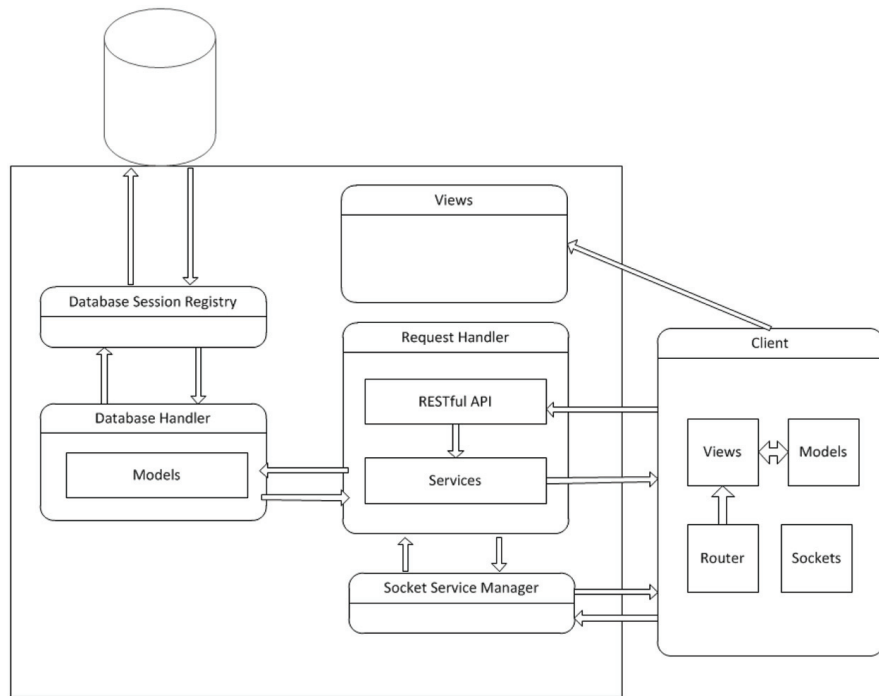 Views
Database Session Registry
Request Handler
Client
RESTful API
Database Handler
Views
Models
Models
Services
Router
Sockets
Socket Service Manager